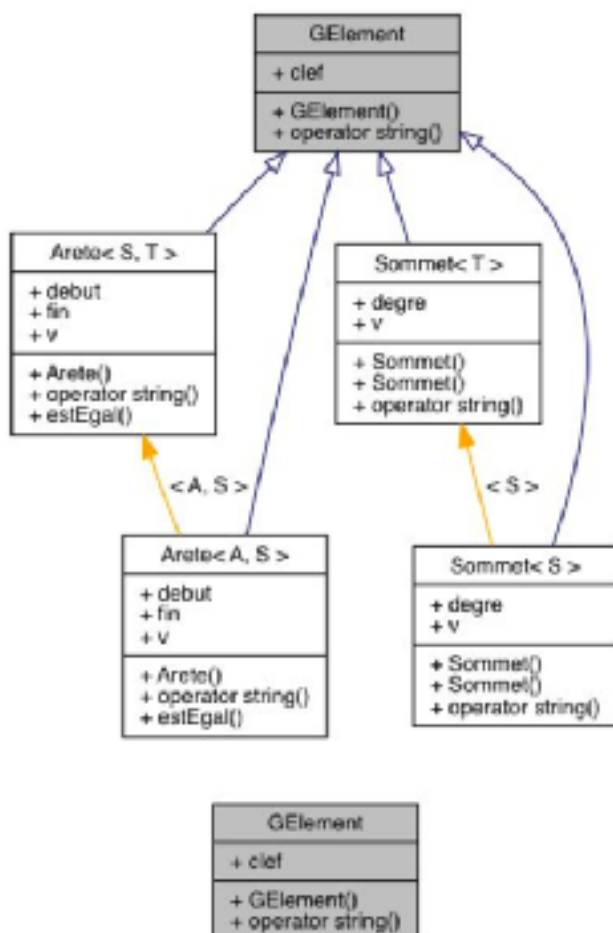 GElement
+ clef
+ GElement()
+ operator string()
Arete< S, T >
+ debut
+ fin
+ v
+ Arete()
+ operator string()
+ estEgal()
Sommet< T >
+ degre
+ v
+ Sommet()
+ Sommet()
+ operator string()
< A, S >
< S >
Arete< A, S >
+ debut
+ fin
+ v
+ Arete()
+ operator string()
+ estEgal()
Sommet< S >
+ degre
+ v
+ Sommet()
+ Sommet()
+ operator string()
GElement
+ clef
+ GElement()
+ operator string()